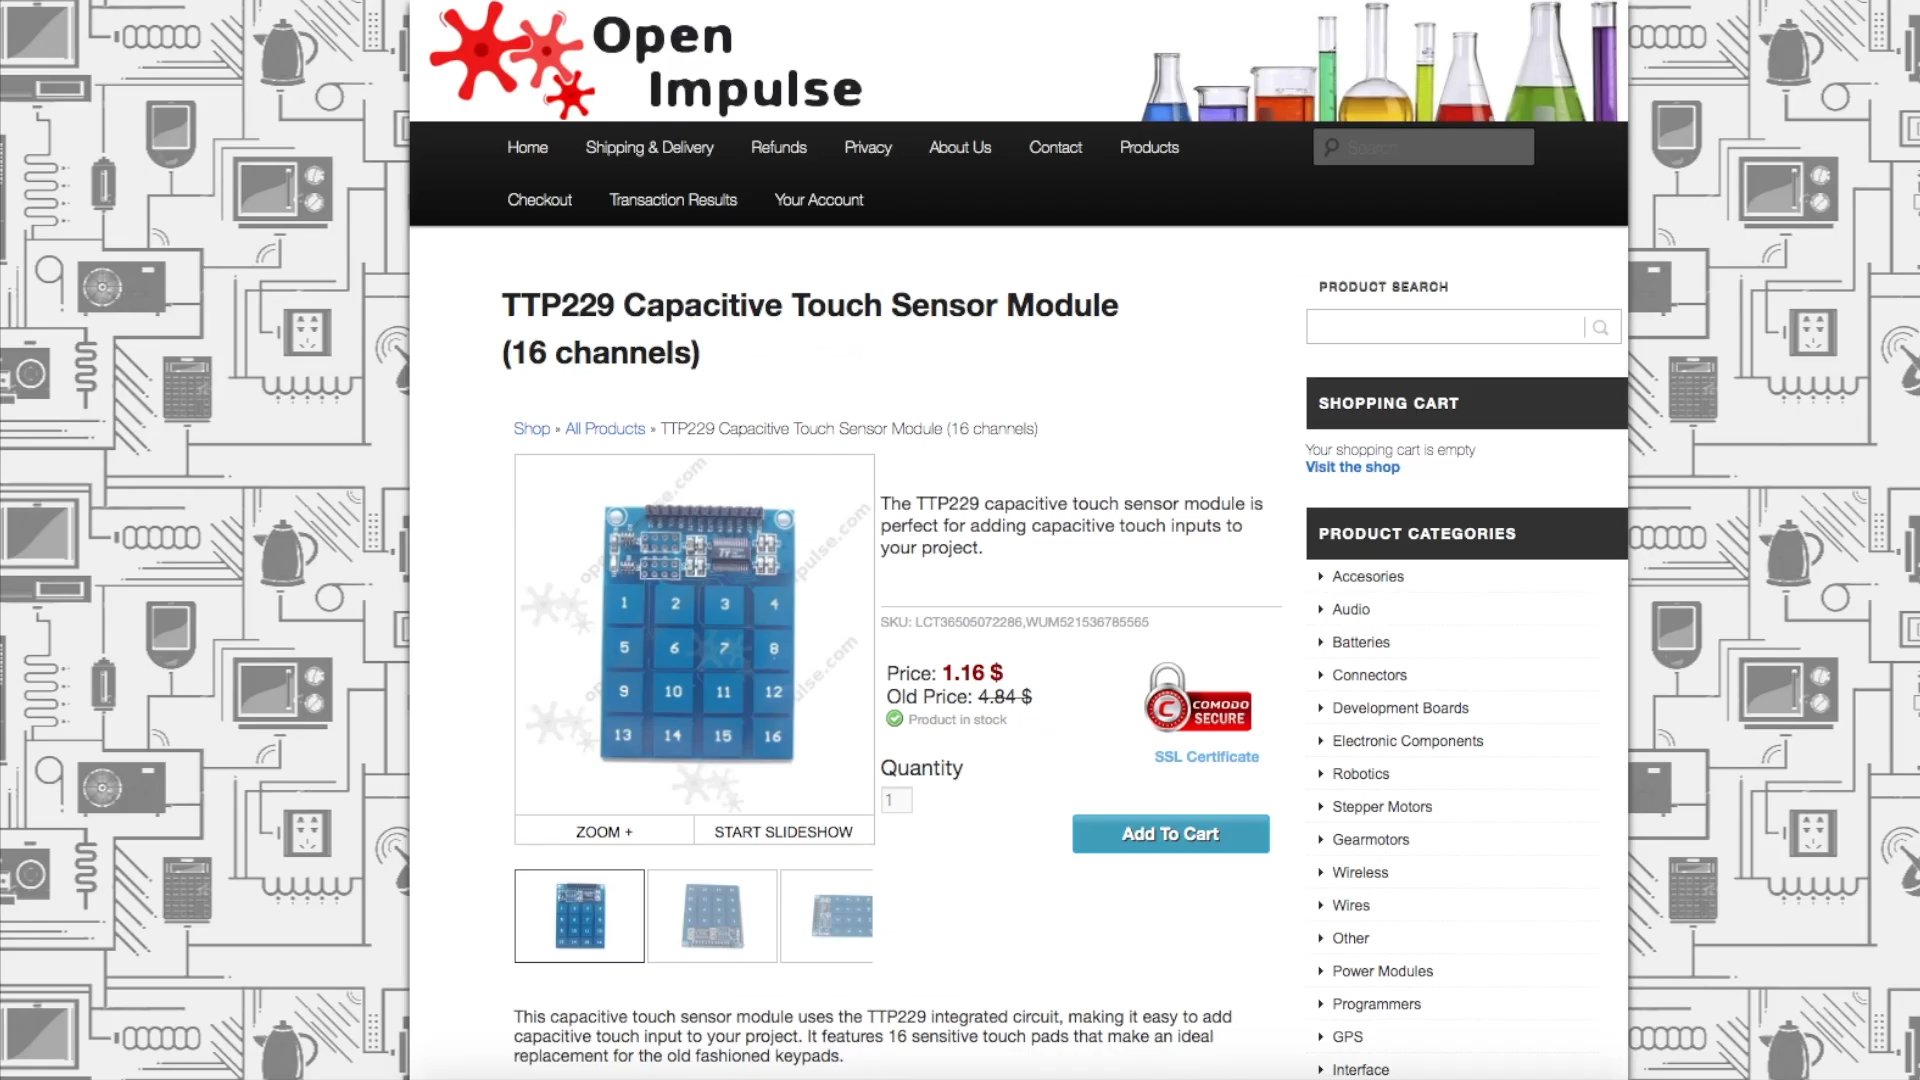 Open
Impulse
Home
Shipping & Delivery
Refunds
Privacy
About Us
Contact
Products
Search
Checkout
Transaction Results
Your Account
TTP229 Capacitive Touch Sensor Module
(16 channels)
Shop » All Products » TTP229 Capacitive Touch Sensor Module (16 channels)
1 2 3 4
5 6 7 8
9 10 11 12
13 14 15 16
ZOOM +
START SLIDESHOW
The TTP229 capacitive touch sensor module is
perfect for adding capacitive touch inputs to
your project.
SKU: LCT36505072286,WUM521536785565
Price: 1.16 $
Old Price: 4.84 $
Product in stock
COMODO
SECURE
SSL Certificate
Quantity
1
Add To Cart
This capacitive touch sensor module uses the TTP229 integrated circuit, making it easy to add
capacitive touch input to your project. It features 16 sensitive touch pads that make an ideal
replacement for the old fashioned keypads.
PRODUCT SEARCH
SHOPPING CART
Your shopping cart is empty
Visit the shop
PRODUCT CATEGORIES
Accesories
Audio
Batteries
Connectors
Development Boards
Electronic Components
Robotics
Stepper Motors
Gearmotors
Wireless
Wires
Other
Power Modules
Programmers
GPS
Interface